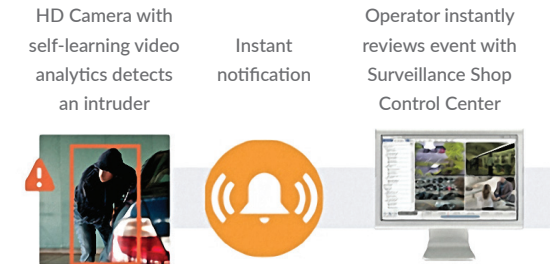 HD Camera with
self-learning video
analytics detects
an intruder
Instant
notification
Operator instantly
reviews event with
Surveillance Shop
Control Center